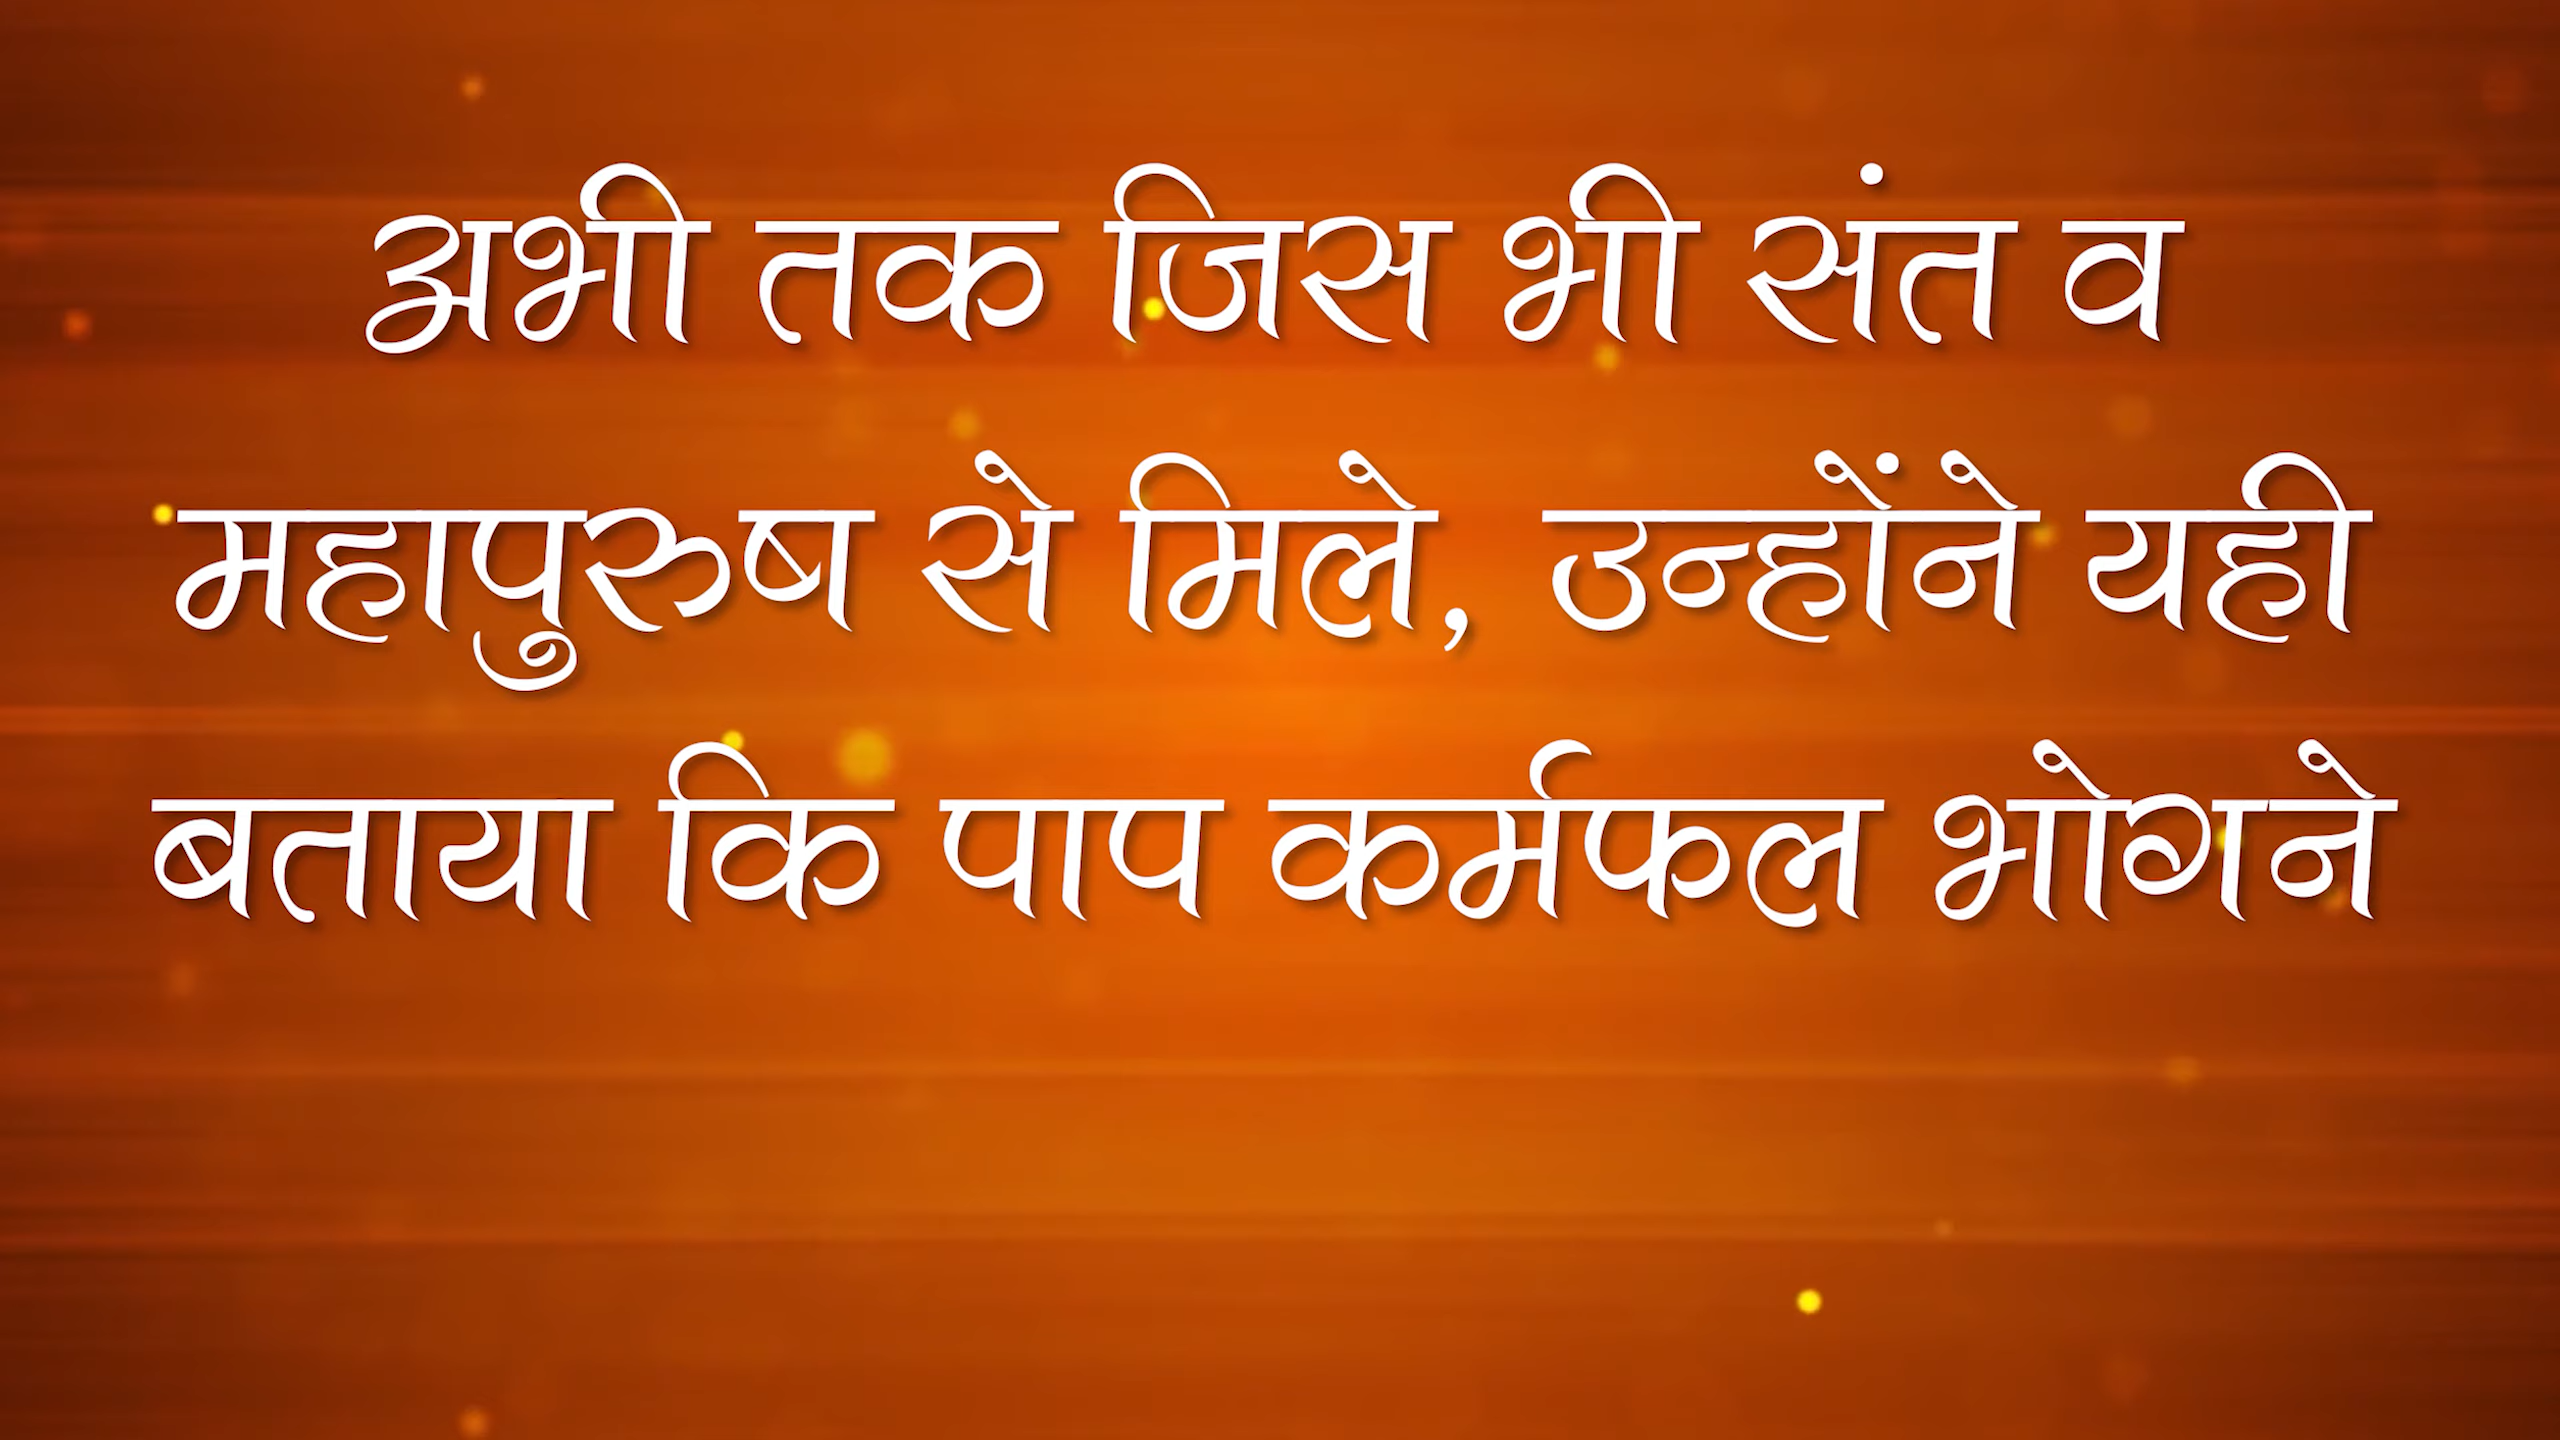 अभी तक जिस भी संत व
महापुरुष से मिले, उन्होंने यही
बताया कि पाप कर्मफल भोगने